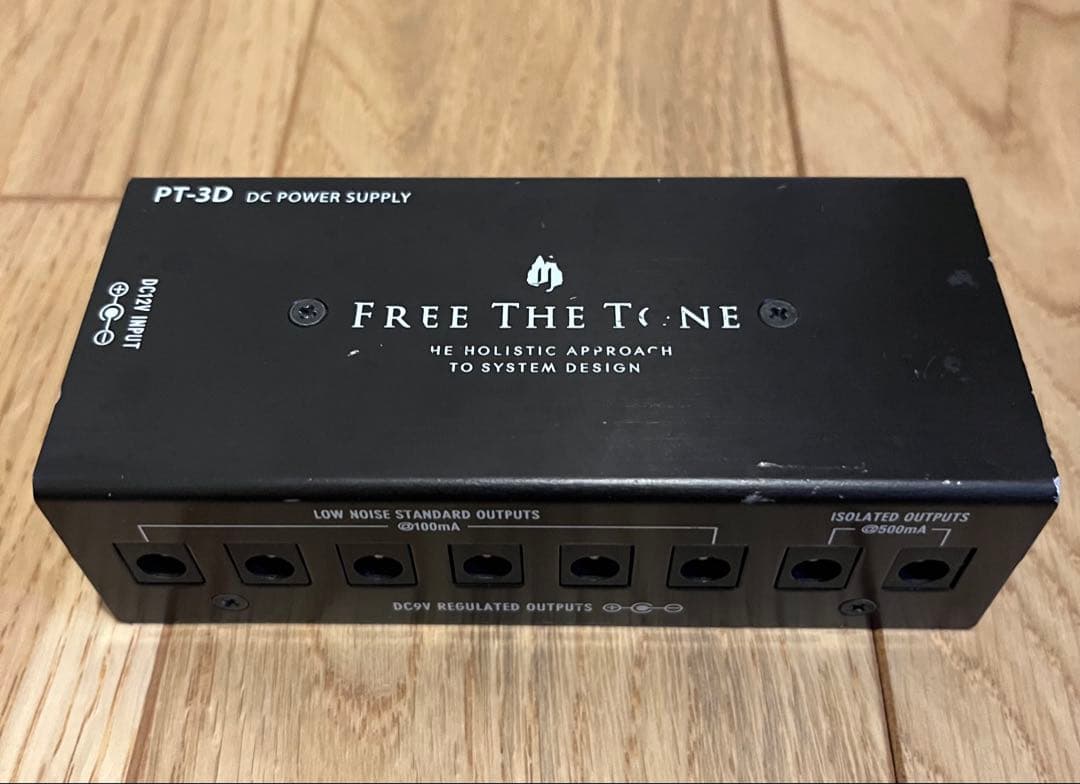 PT-3D DC POWER SUPPLY
DC12V INPUT
FREE THE TONE
HE HOLISTIC APPROACH
TO SYSTEM DESIGN
LOW NOISE STANDARD OUTPUTS
@100mA
ISOLATED OUTPUTS
@500mA
DC9V REGULATED OUTPUTS